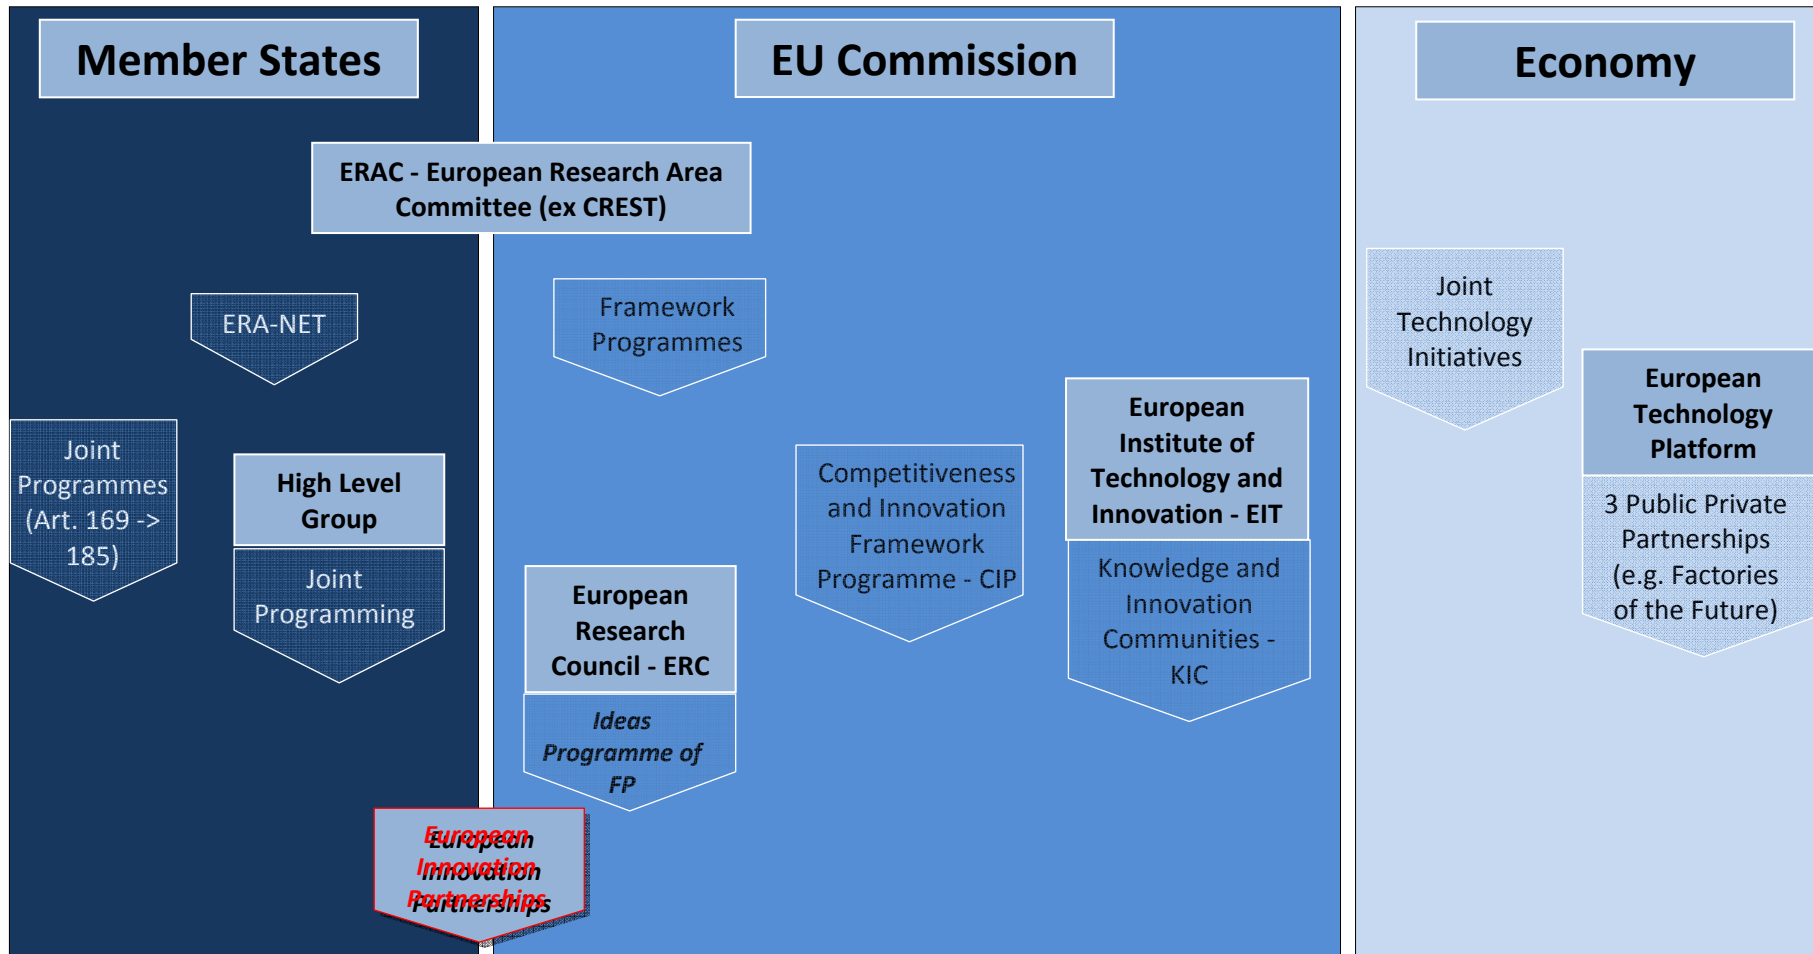 Member States
EU Commission
Economy
ERAC - European Research Area
Committee (ex CREST)
ERA-NET
Joint
Programmes
(Art. 169 ->
185)
High Level
Group
Joint
Programming
Framework
Programmes
European
Research
Council - ERC
Ideas
Programme of
FP
Competitiveness
and Innovation
Framework
Programme - CIP
European
Institute of
Technology and
Innovation - EIT
Knowledge and
Innovation
Communities -
KIC
Joint
Technology
Initiatives
European
Technology
Platform
3 Public Private
Partnerships
(e.g. Factories
of the Future)
European
Innovation
Partnerships
European
Innovation
Partnerships